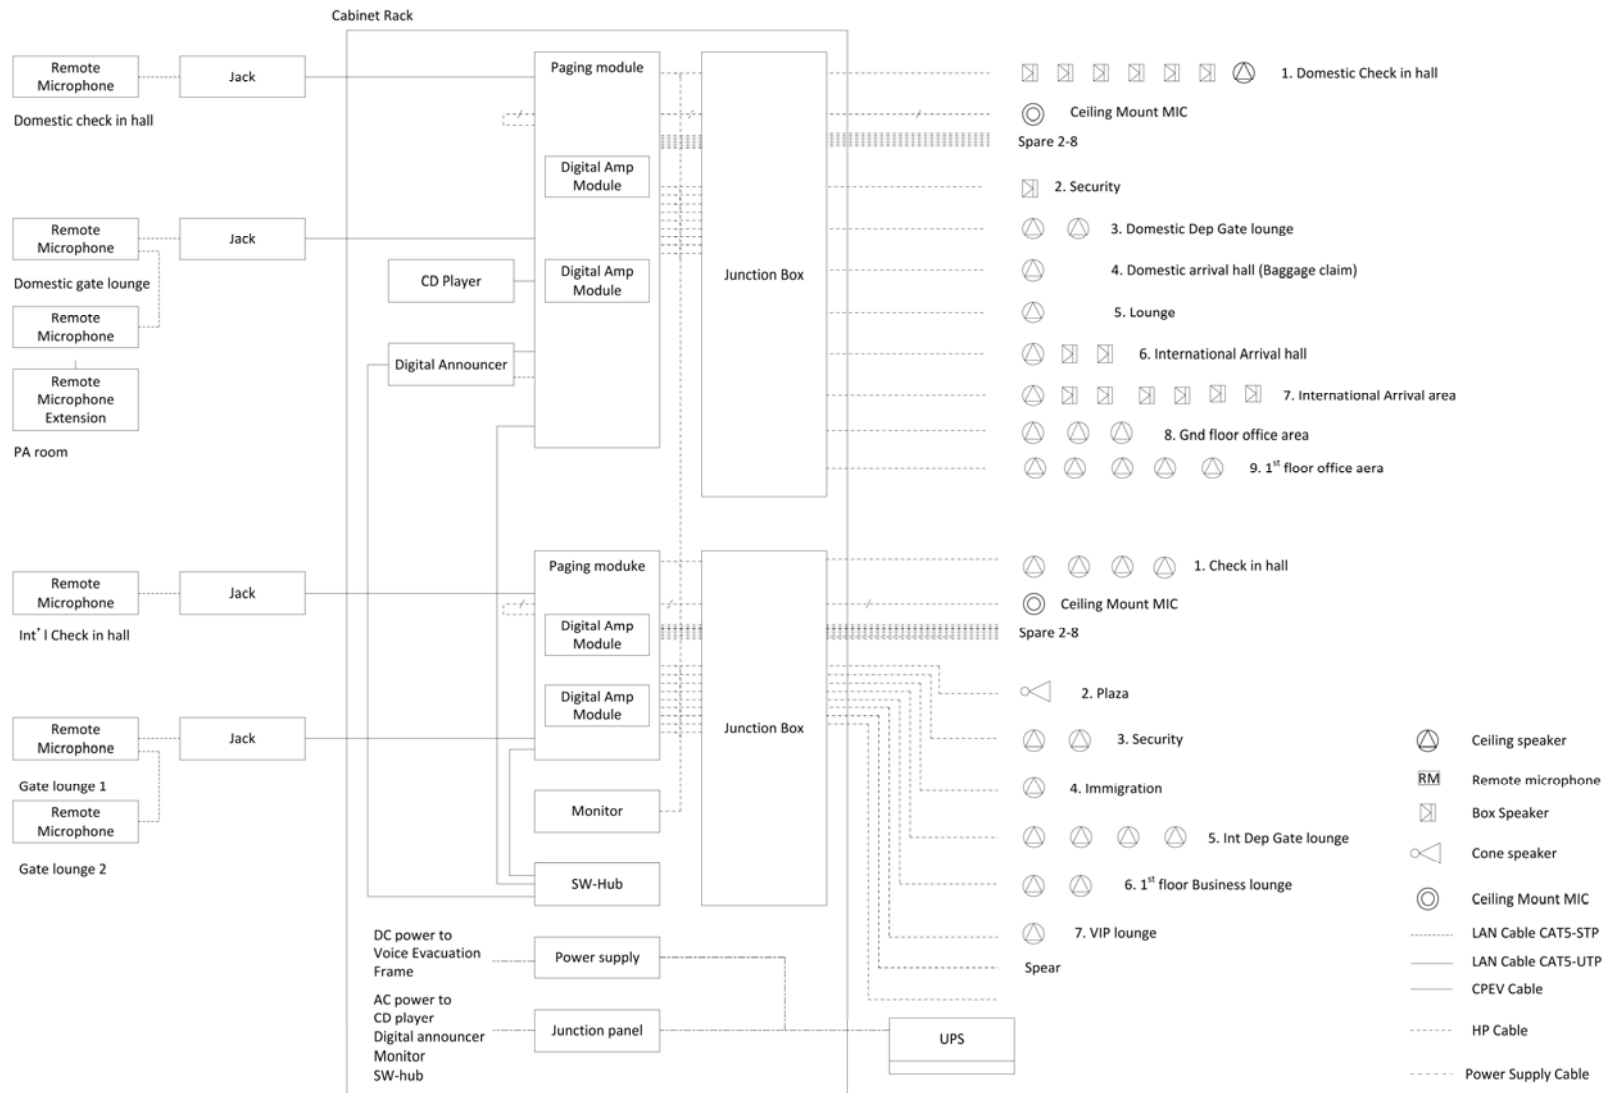 Cabinet Rack
Remote
Microphone
Jack
Domestic check in hall
Paging module
Digital Amp
Module
Digital Amp
Module
Junction Box
1. Domestic Check in hall
Ceiling Mount MIC
Spare 2-8
2. Security
3. Domestic Dep Gate lounge
4. Domestic arrival hall (Baggage claim)
5. Lounge
6. International Arrival hall
7. International Arrival area
8. Gnd floor office area
9. 1st floor office aera
Remote
Microphone
Jack
Domestic gate lounge
Remote
Microphone
Remote
Microphone
Extension
PA room
CD Player
Digital Announcer
Remote
Microphone
Jack
Int' l Check in hall
Paging moduke
Digital Amp
Module
Digital Amp
Module
Junction Box
1. Check in hall
Ceiling Mount MIC
Spare 2-8
2. Plaza
3. Security
4. Immigration
5. Int Dep Gate lounge
6. 1st floor Business lounge
7. VIP lounge
Spear
Remote
Microphone
Jack
Gate lounge 1
Remote
Microphone
Gate lounge 2
Monitor
SW-Hub
DC power to
Voice Evacuation
Frame
Power supply
AC power to
CD player
Digital announcer
Monitor
SW-hub
Junction panel
UPS
Ceiling speaker
RM
Remote microphone
Box Speaker
Cone speaker
Ceiling Mount MIC
LAN Cable CAT5-STP
LAN Cable CAT5-UTP
CPEV Cable
HP Cable
Power Supply Cable